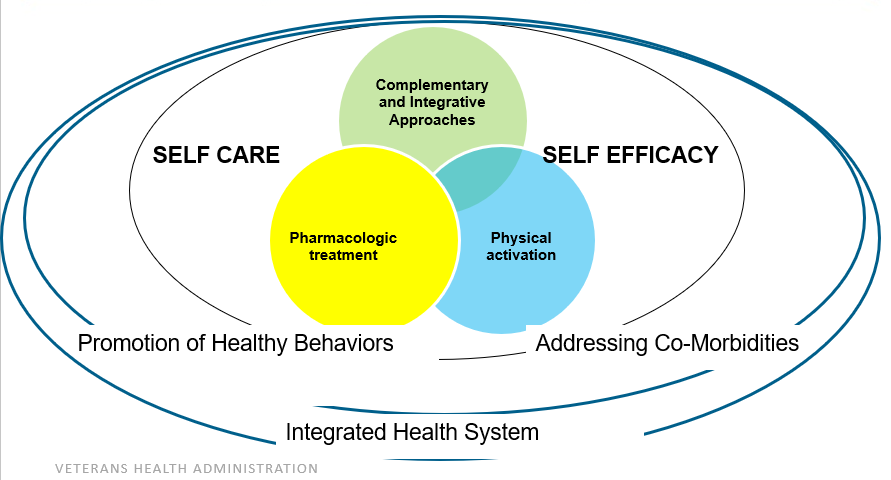 Complementary
and Integrative
Approaches
SELF CARE
SELF EFFICACY
Pharmacologic
treatment
Physical
activation
Promotion of Healthy Behaviors
Addressing Co-Morbidities
Integrated Health System
VETERANS HEALTH ADMINISTRATION